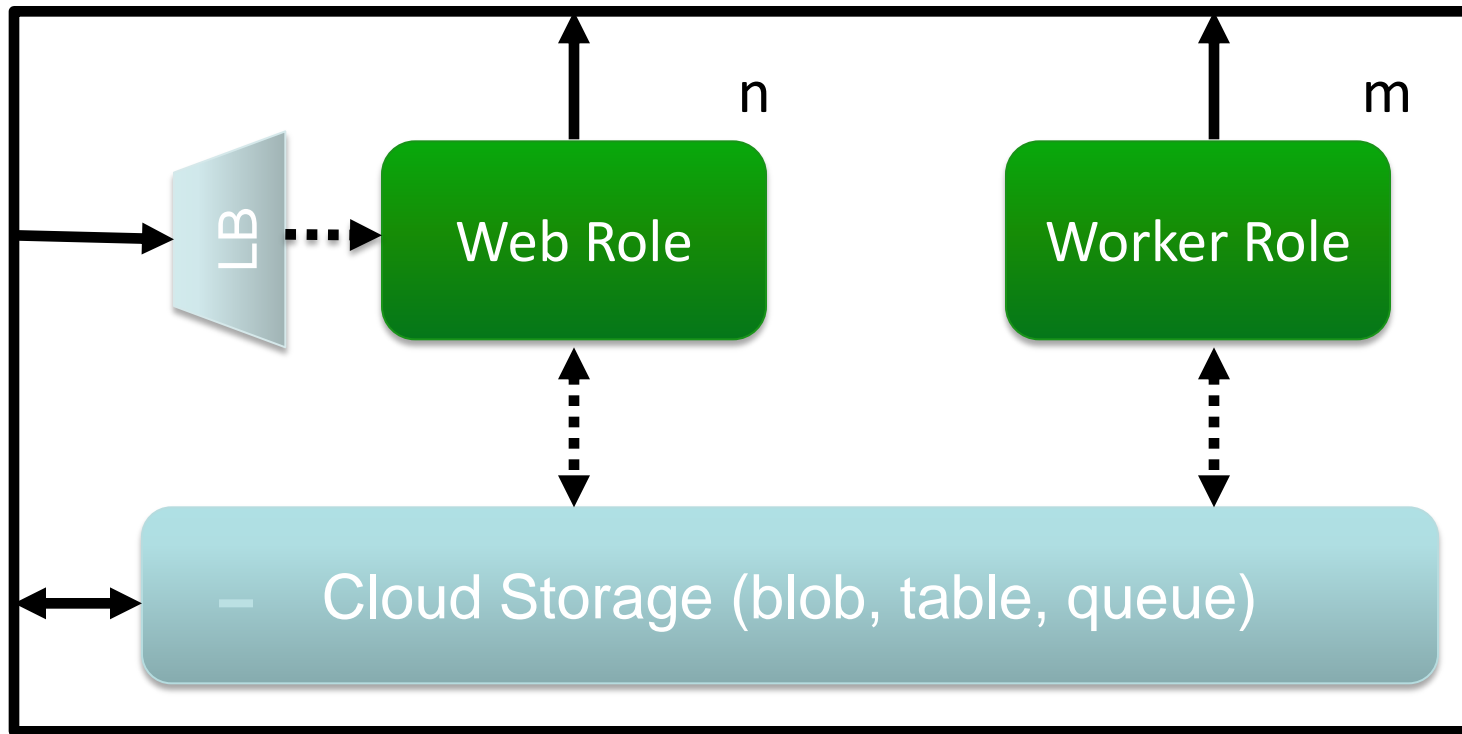 n
m
LB
Web Role
Worker Role
– Cloud Storage (blob, table, queue)